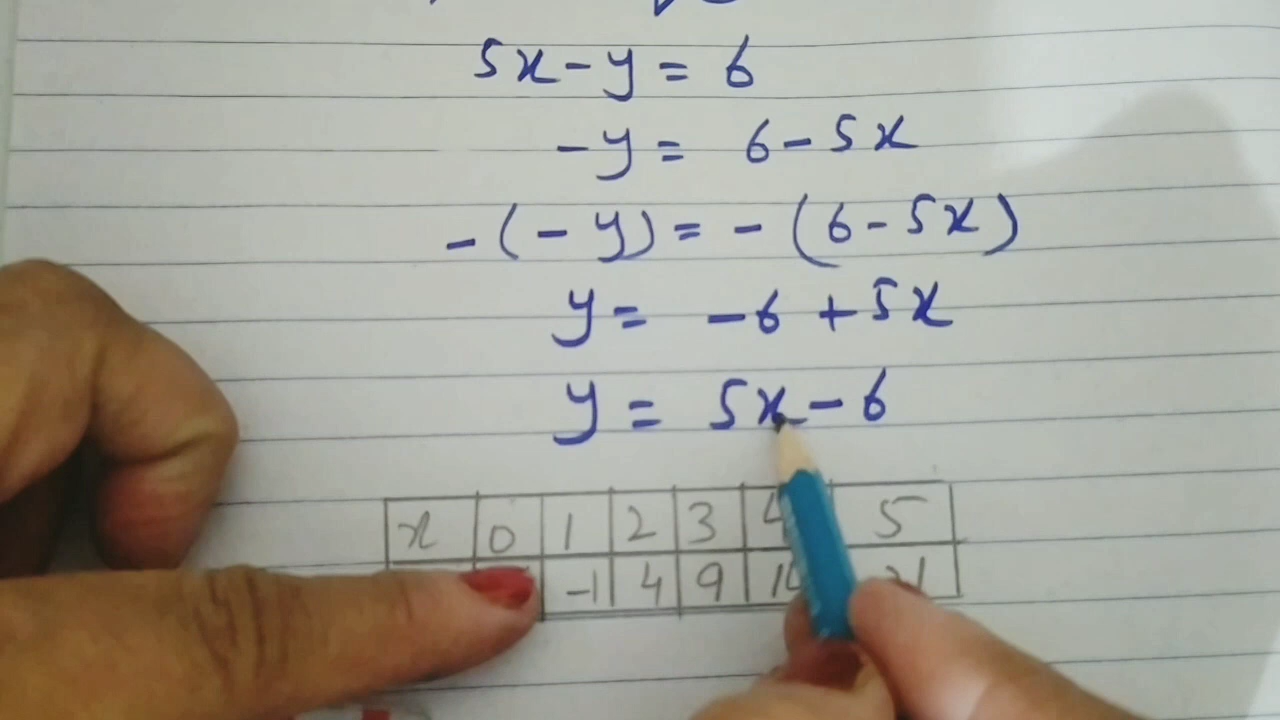 5x - y = 6
-y = 6 - 5x
-(-y) = -(6 - 5x)
y = -6 + 5x
y = 5x - 6
x 0 1 2 3 4 5
-1 4 9